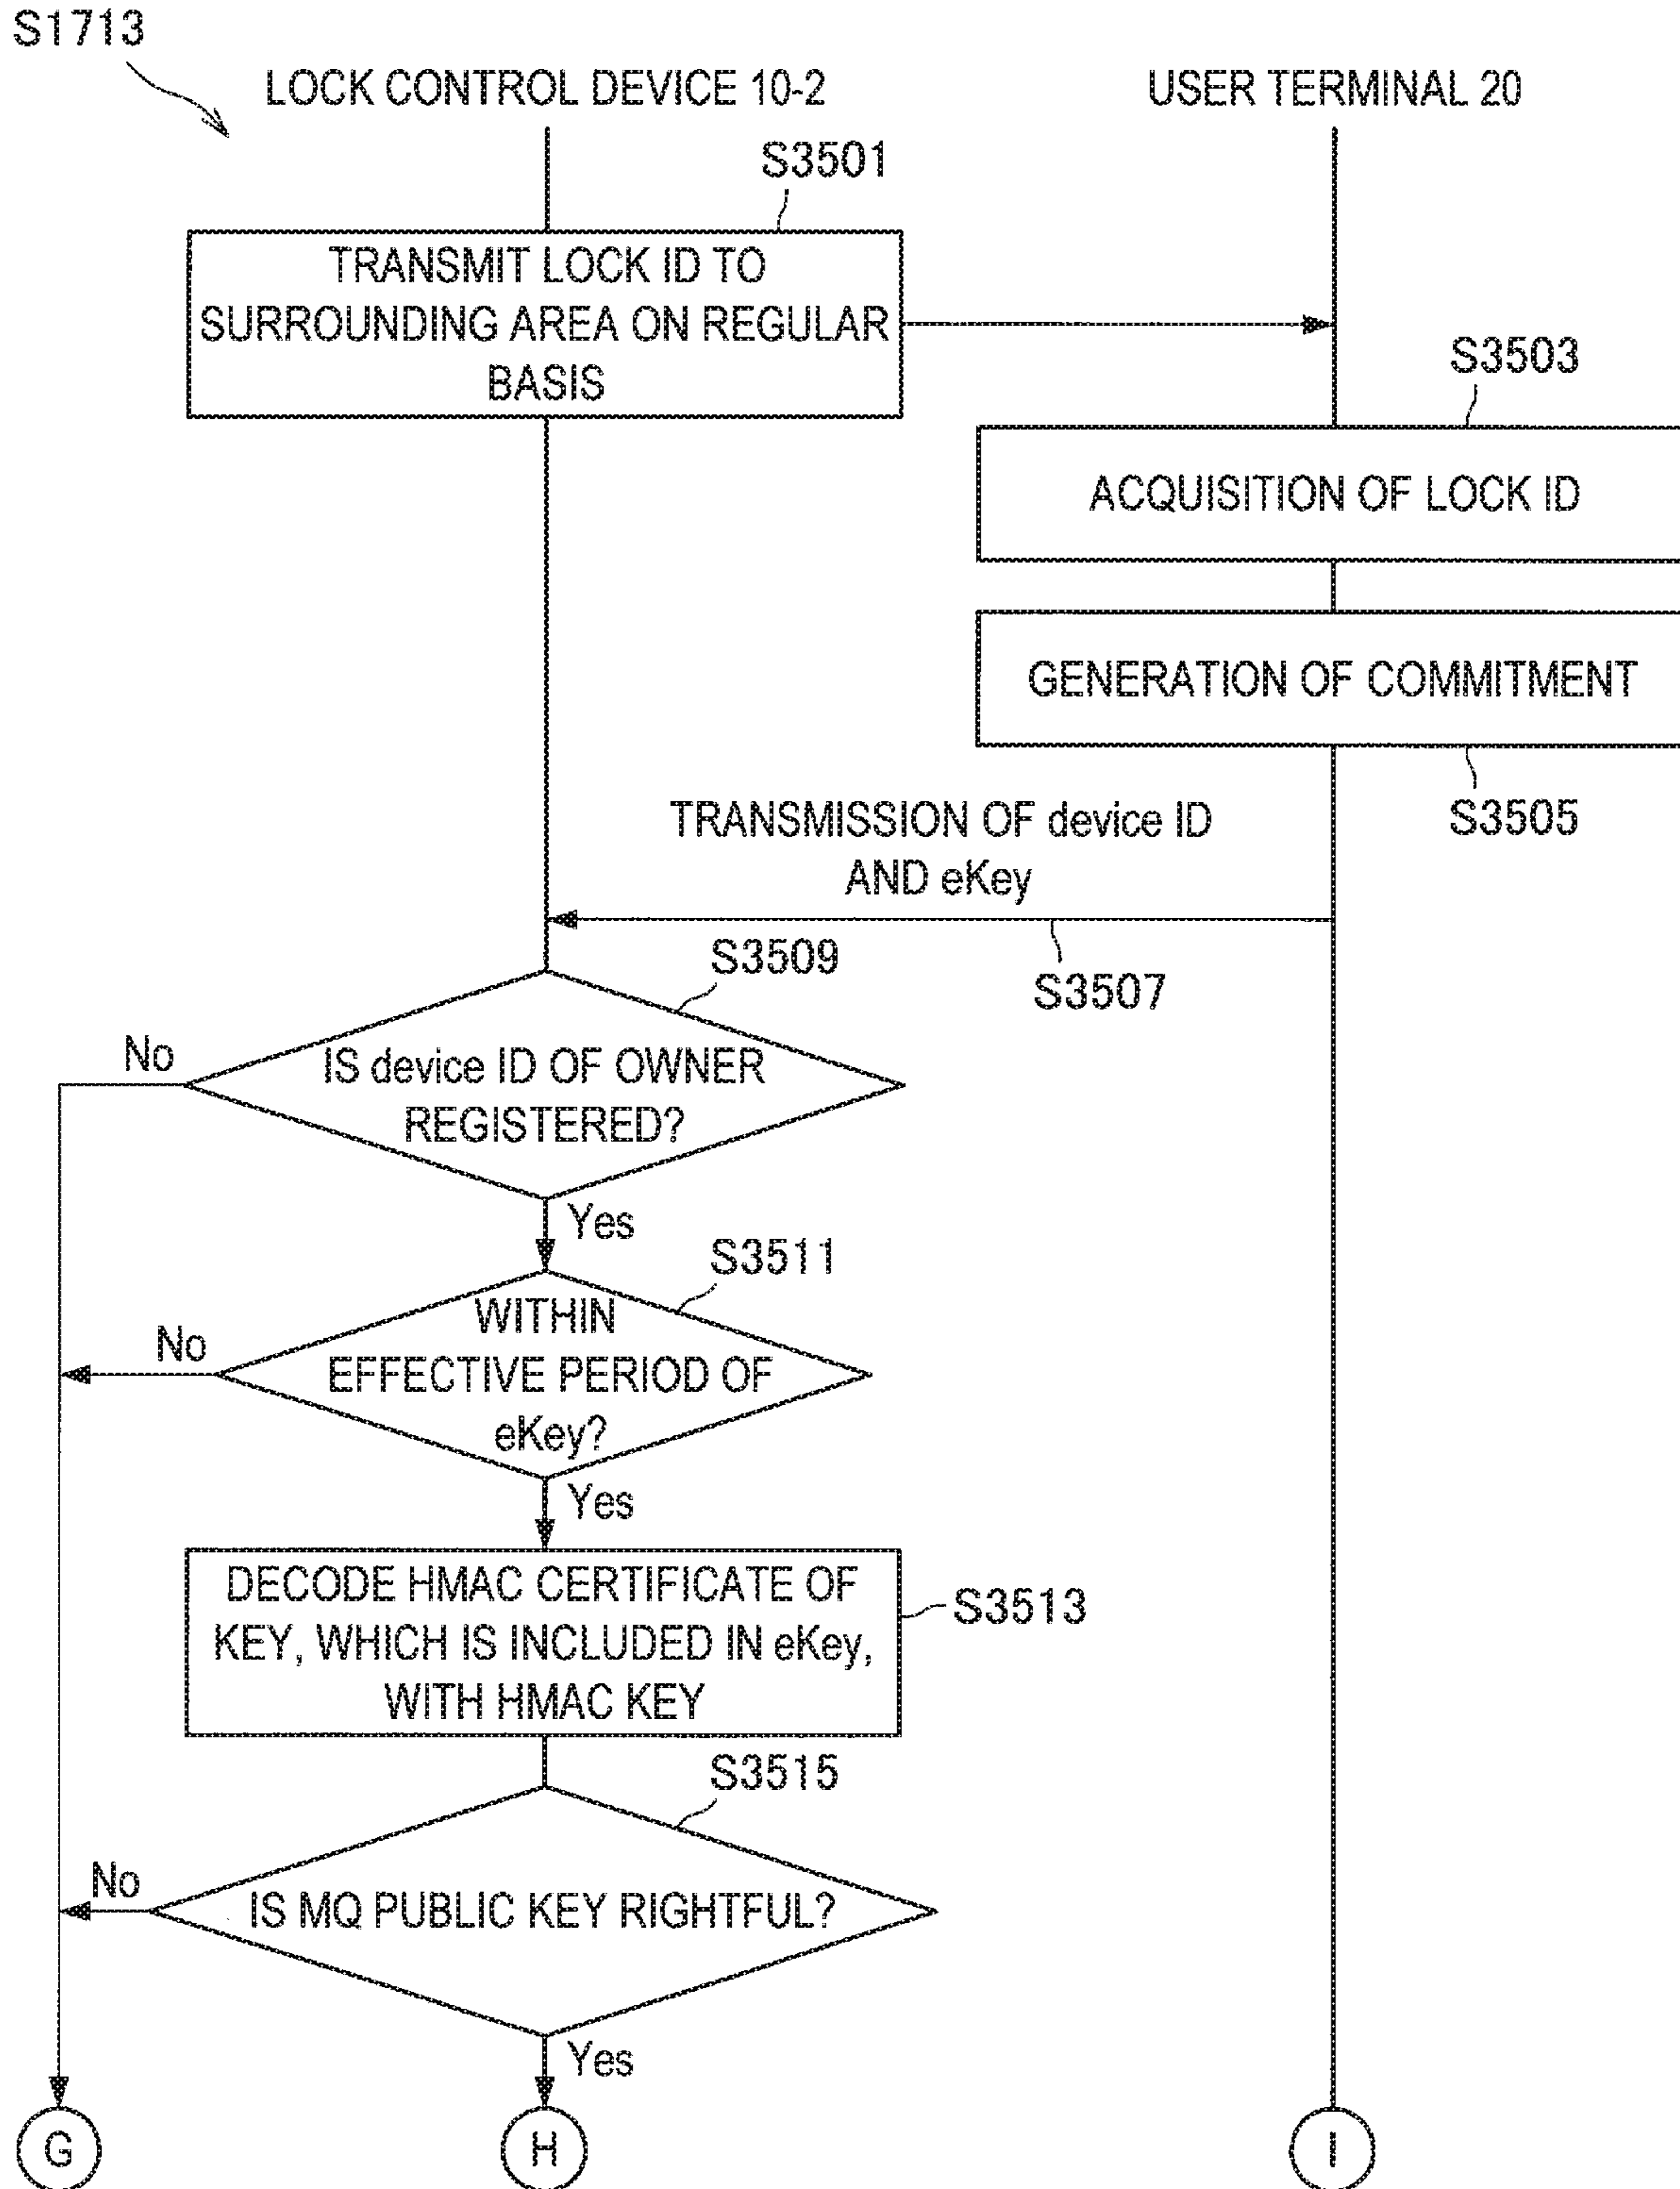 S1713
LOCK CONTROL DEVICE 10-2
USER TERMINAL 20
S3501
TRANSMIT LOCK ID TO
SURROUNDING AREA ON REGULAR
BASIS
S3503
ACQUISITION OF LOCK ID
GENERATION OF COMMITMENT
S3505
TRANSMISSION OF device ID
AND eKey
S3507
S3509
No
IS device ID OF OWNER
REGISTERED?
Yes
S3511
No
WITHIN
EFFECTIVE PERIOD OF
eKey?
Yes
DECODE HMAC CERTIFICATE OF
KEY, WHICH IS INCLUDED IN eKey,
WITH HMAC KEY
S3513
S3515
No
IS MQ PUBLIC KEY RIGHTFUL?
Yes
G
H
I